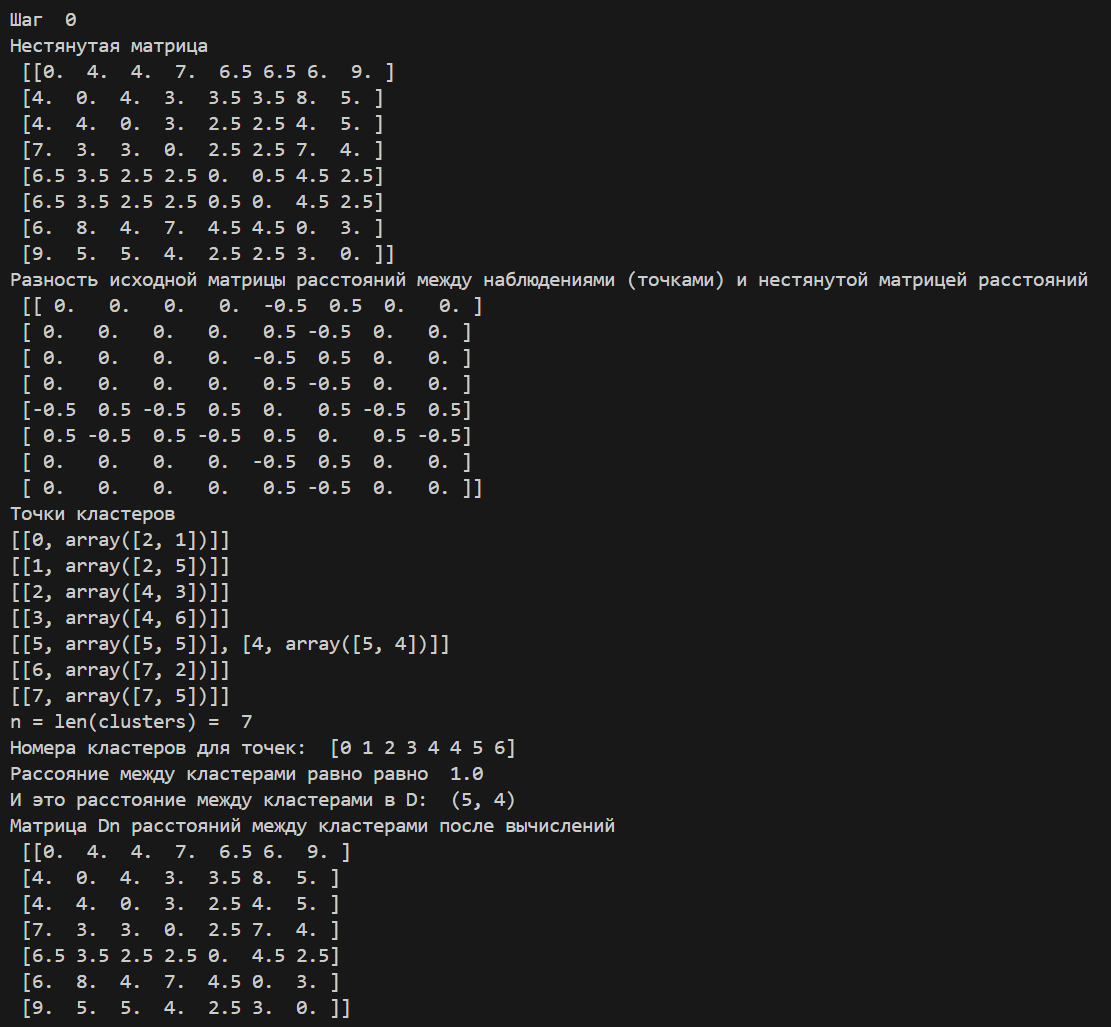 Шаг  0
Нестянутая матрица
 [[0.  4.  4.  7.  6.5 6.5 6.  9. ]
 [4.  0.  4.  3.  3.5 3.5 8.  5. ]
 [4.  4.  0.  3.  2.5 2.5 4.  5. ]
 [7.  3.  3.  0.  2.5 2.5 7.  4. ]
 [6.5 3.5 2.5 2.5 0.  0.5 4.5 2.5]
 [6.5 3.5 2.5 2.5 0.5 0.  4.5 2.5]
 [6.  8.  4.  7.  4.5 4.5 0.  3. ]
 [9.  5.  5.  4.  2.5 2.5 3.  0. ]]
Разность исходной матрицы расстояний между наблюдениями (точками) и нестянутой матрицей расстояний
 [[ 0.   0.   0.   0.  -0.5  0.5  0.   0. ]
 [ 0.   0.   0.   0.   0.5 -0.5  0.   0. ]
 [ 0.   0.   0.   0.  -0.5  0.5  0.   0. ]
 [ 0.   0.   0.   0.   0.5 -0.5  0.   0. ]
 [-0.5  0.5 -0.5  0.5  0.   0.5 -0.5  0.5]
 [ 0.5 -0.5  0.5 -0.5  0.5  0.   0.5 -0.5]
 [ 0.   0.   0.   0.  -0.5  0.5  0.   0. ]
 [ 0.   0.   0.   0.   0.5 -0.5  0.   0. ]]
Точки кластеров
[[0, array([2, 1])]]
[[1, array([2, 5])]]
[[2, array([4, 3])]]
[[3, array([4, 6])]]
[[5, array([5, 5])], [4, array([5, 4])]]
[[6, array([7, 2])]]
[[7, array([7, 5])]]
n = len(clusters) =  7
Номера кластеров для точек:  [0 1 2 3 4 4 5 6]
Рассояние между кластерами равно равно  1.0
И это расстояние между кластерами в D:  (5, 4)
Матрица Dn расстояний между кластерами после вычислений
 [[0.  4.  4.  7.  6.5 6.  9. ]
 [4.  0.  4.  3.  3.5 8.  5. ]
 [4.  4.  0.  3.  2.5 4.  5. ]
 [7.  3.  3.  0.  2.5 7.  4. ]
 [6.5 3.5 2.5 2.5 0.  4.5 2.5]
 [6.  8.  4.  7.  4.5 0.  3. ]
 [9.  5.  5.  4.  2.5 3.  0. ]]